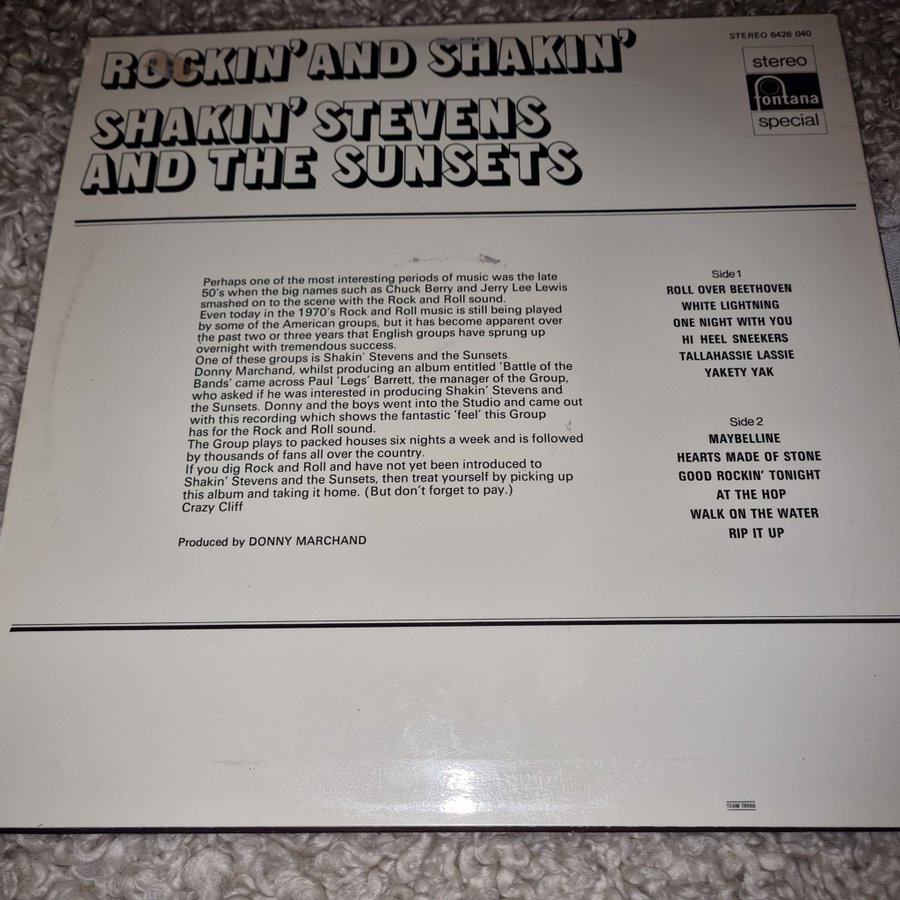 ROCKIN' AND SHAKIN'
SHAKIN' STEVENS
AND THE SUNSETS
STEREO 6426 040
stereo
fontana
special
Perhaps one of the most interesting periods of music was the late
50's when the big names such as Chuck Berry and Jerry Lee Lewis
smashed on to the scene with the Rock and Roll sound.
Even today in the 1970's Rock and Roll music is still being played
by some of the American groups, but it has become apparent over
the past two or three years that English groups have sprung up
overnight with tremendous success.
One of these groups is Shakin' Stevens and the Sunsets
Donny Marchand, whilst producing an album entitled 'Battle of the
Bands' came across Paul 'Legs' Barrett, the manager of the Group,
who asked if he was interested in producing Shakin' Stevens and
the Sunsets. Donny and the boys went into the Studio and came out
with this recording which shows the fantastic 'feel' this Group
has for the Rock and Roll sound.
The Group plays to packed houses six nights a week and is followed
by thousands of fans all over the country.
If you dig Rock and Roll and have not yet been introduced to
Shakin' Stevens and the Sunsets, then treat yourself by picking up
this album and taking it home. (But don't forget to pay.)
Crazy Cliff
Produced by DONNY MARCHAND
Side 1
ROLL OVER BEETHOVEN
WHITE LIGHTNING
ONE NIGHT WITH YOU
HI HEEL SNEEKERS
TALLAHASSIE LASSIE
YAKETY YAK
Side 2
MAYBELLINE
HEARTS MADE OF STONE
GOOD ROCKIN' TONIGHT
AT THE HOP
WALK ON THE WATER
RIP IT UP
TEAM TRYKK